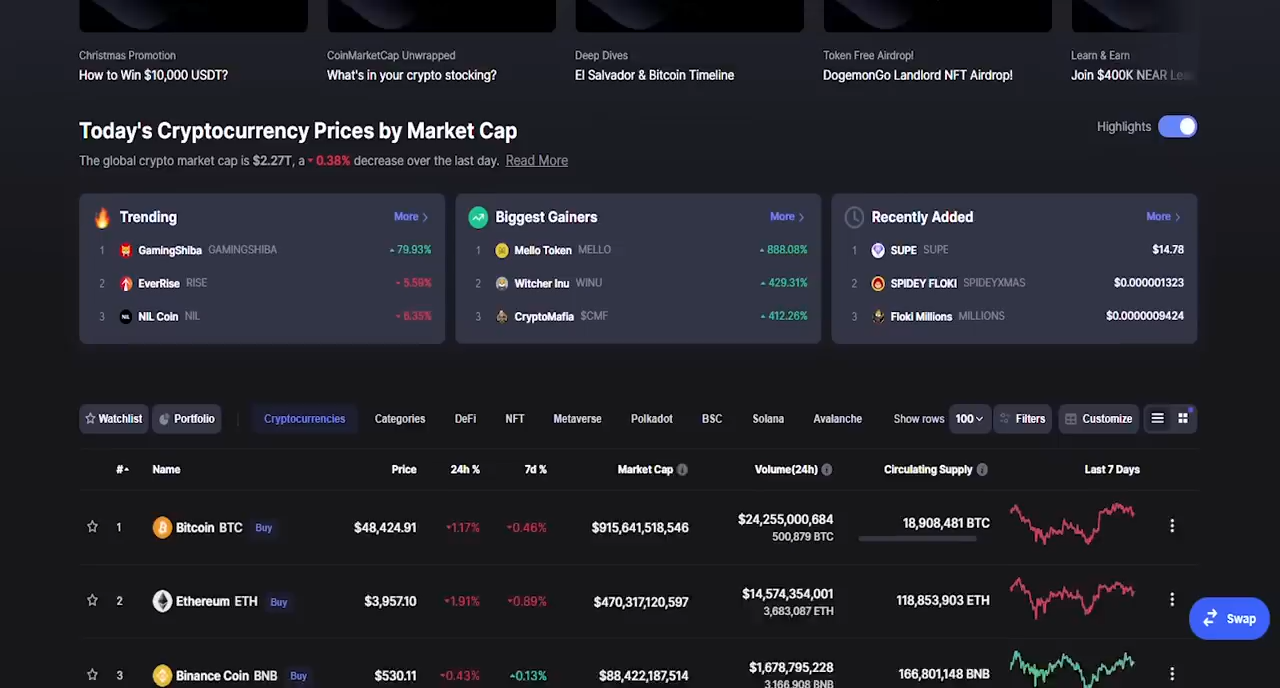 Christmas Promotion CoinMarketCap Unwrapped Deep Dives Token Free Airdrop! Learn & Earn
How to Win $10,000 USDT? What's in your crypto stocking? El Salvador & Bitcoin Timeline DogemonGo Landlord NFT Airdrop! Join $400K NEAR
Today's Cryptocurrency Prices by Market Cap
Highlights
The global crypto market cap is $2.27T, a 0.38% decrease over the last day. Read More
Trending More
1 GamingShiba GAMINGSHIBA 79.93%
2 EverRise RISE 5.59%
3 NIL Coin NIL 6.35%
Biggest Gainers More
1 Mello Token MELLO 888.08%
2 Witcher Inu WINU 429.31%
3 CryptoMafia $CMF 412.26%
Recently Added More
1 SUPE SUPE $14.78
2 SPIDEY FLOKI SPIDEYXMAS $0.000001323
3 Floki Millions MILLIONS $0.0000009424
Watchlist Portfolio Cryptocurrencies Categories DeFi NFT Metaverse Polkadot BSC Solana Avalanche Show rows 100 Filters Customize
# Name Price 24h % 7d % Market Cap Volume(24h) Circulating Supply Last 7 Days
1 Bitcoin BTC Buy $48,424.91 1.17% 0.46% $915,641,518,546 $24,255,000,684 18,908,481 BTC
500,879 BTC
2 Ethereum ETH Buy $3,957.10 1.91% 0.89% $470,317,120,597 $14,574,354,001 118,853,903 ETH
3,683,087 ETH
Swap
3 Binance Coin BNB Buy $530.11 0.43% 0.13% $88,422,187,514 $1,678,795,228 166,801,148 BNB
3,166,908 BNB